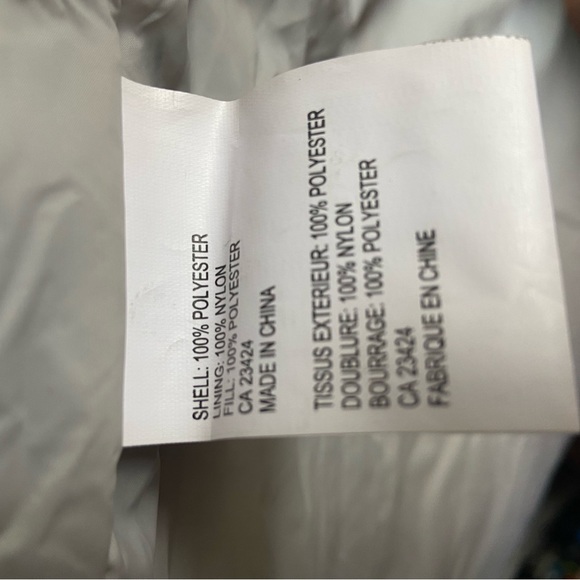 SHELL: 100% POLYESTER
LINING: 100% NYLON
FILL: 100% POLYESTER
CA 23424
MADE IN CHINA
TISSUS EXTERIEUR: 100% POLYESTER
DOUBLURE: 100% NYLON
BOURRAGE: 100% POLYESTER
CA 23424
FABRIQUE EN CHINE